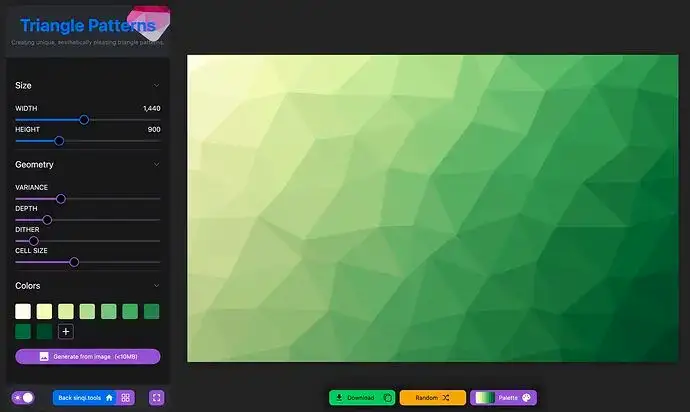 Triangle Patterns
Creating unique, aesthetically pleasing triangle patterns.
Size
WIDTH 1,440
HEIGHT 900
Geometry
VARIANCE
DEPTH
DITHER
CELL SIZE
Colors
Generate from image (<10MB)
Back sinqi.tools
Download
Random
Palette